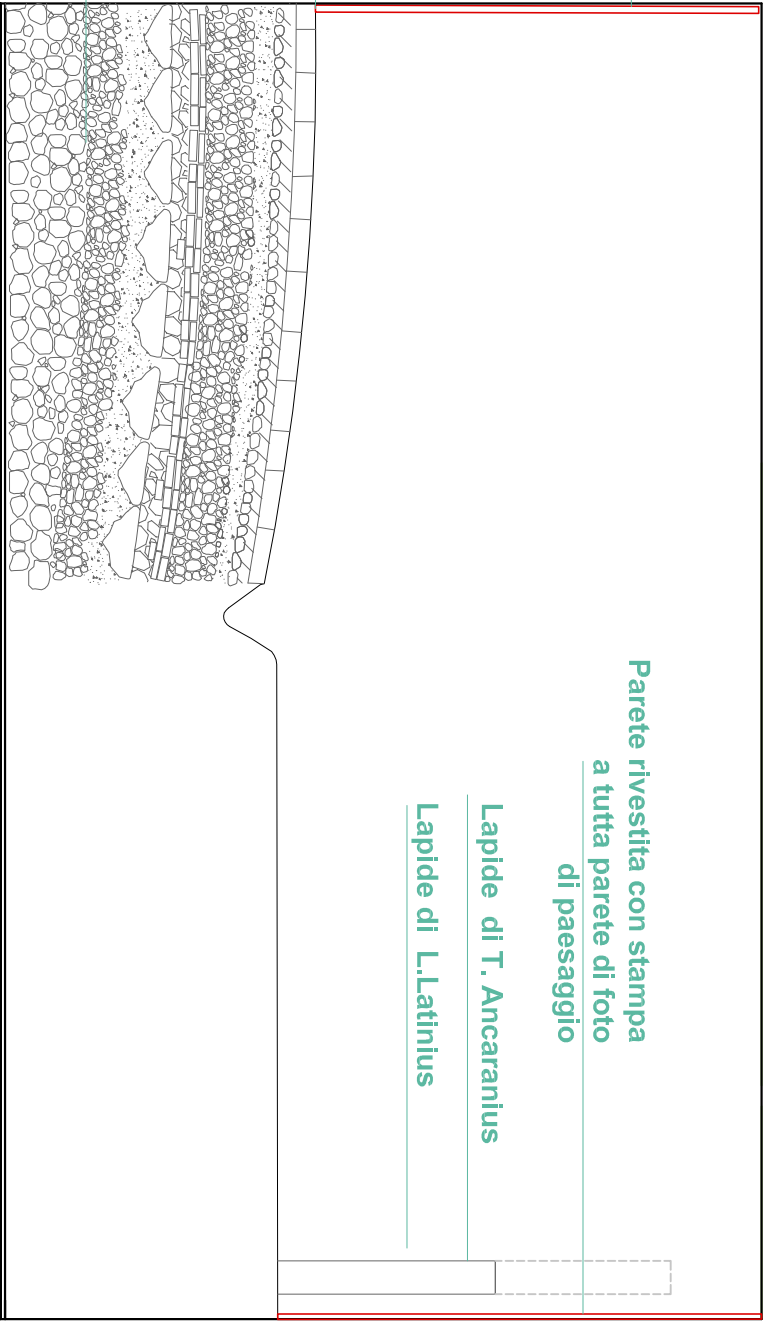 Parete rivestita con stampa
a tutta parete di foto
di paesaggio
Lapide di T. Ancaranius
Lapide di L.Latinius